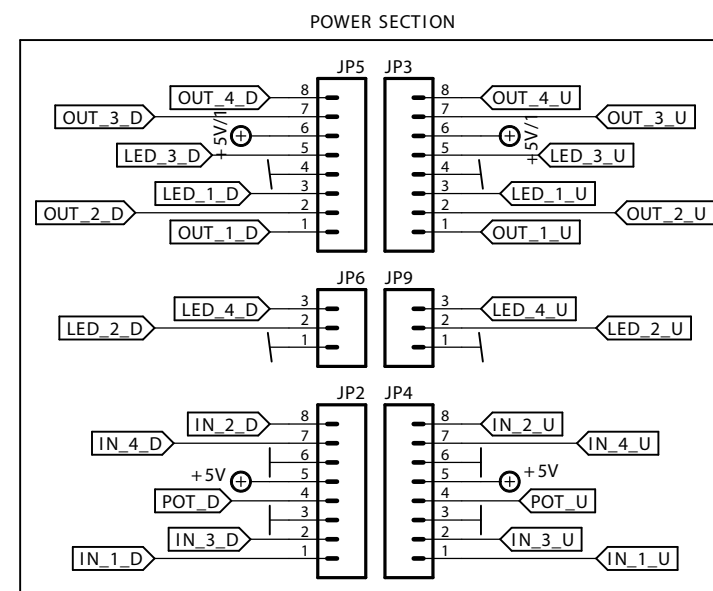 POWER SECTION
JP5 JP3
OUT_4_D 8 8 OUT_4_U
OUT_3_D 7 7 OUT_3_U
+5V/1 6 6 +5V/1
LED_3_D 5 5 LED_3_U
4 4
LED_1_D 3 3 LED_1_U
OUT_2_D 2 2 OUT_2_U
OUT_1_D 1 1 OUT_1_U
JP6 JP9
LED_4_D 3 3 LED_4_U
LED_2_D 2 2 LED_2_U
1 1
JP2 JP4
IN_2_D 8 8 IN_2_U
IN_4_D 7 7 IN_4_U
6 6
+5V 5 5 +5V
POT_D 4 4 POT_U
3 3
IN_3_D 2 2 IN_3_U
IN_1_D 1 1 IN_1_U